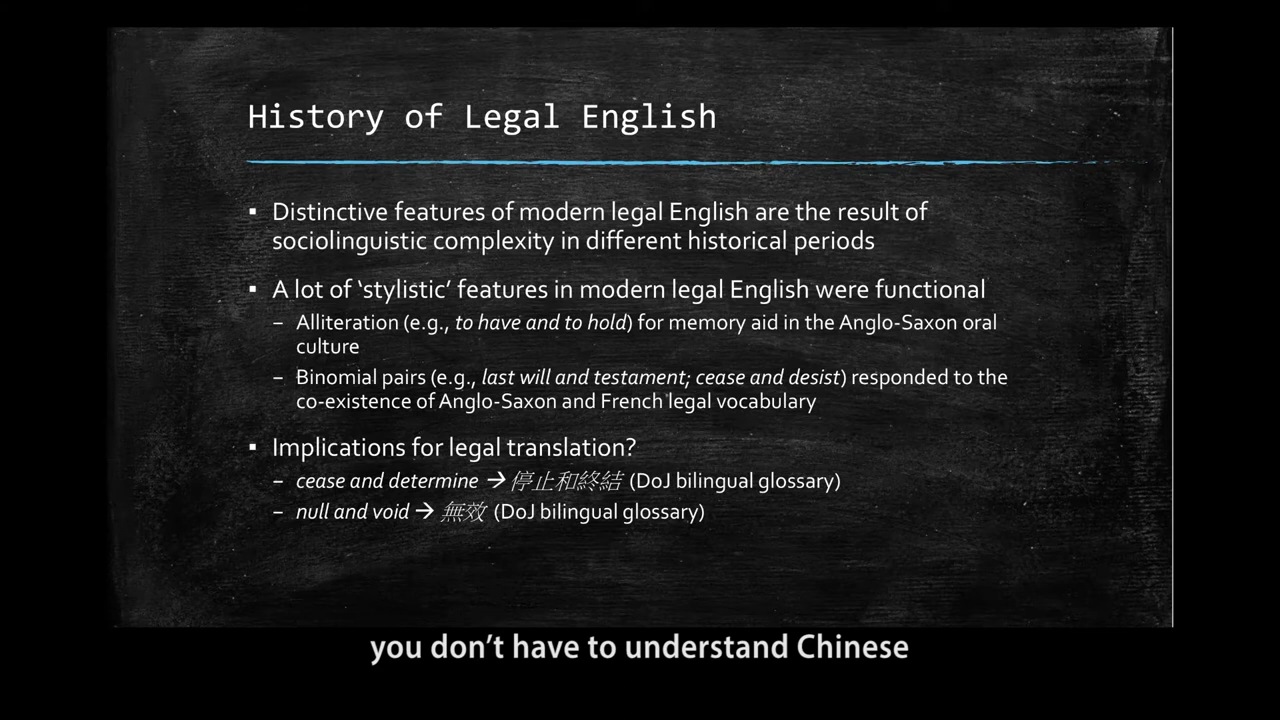 History of Legal English
▪ Distinctive features of modern legal English are the result of
sociolinguistic complexity in different historical periods
▪ A lot of ‘stylistic’ features in modern legal English were functional
– Alliteration (e.g., to have and to hold) for memory aid in the Anglo-Saxon oral
culture
– Binomial pairs (e.g., last will and testament; cease and desist) responded to the
co-existence of Anglo-Saxon and French legal vocabulary
▪ Implications for legal translation?
– cease and determine → 停止和終結 (DoJ bilingual glossary)
– null and void → 無效 (DoJ bilingual glossary)
you don’t have to understand Chinese